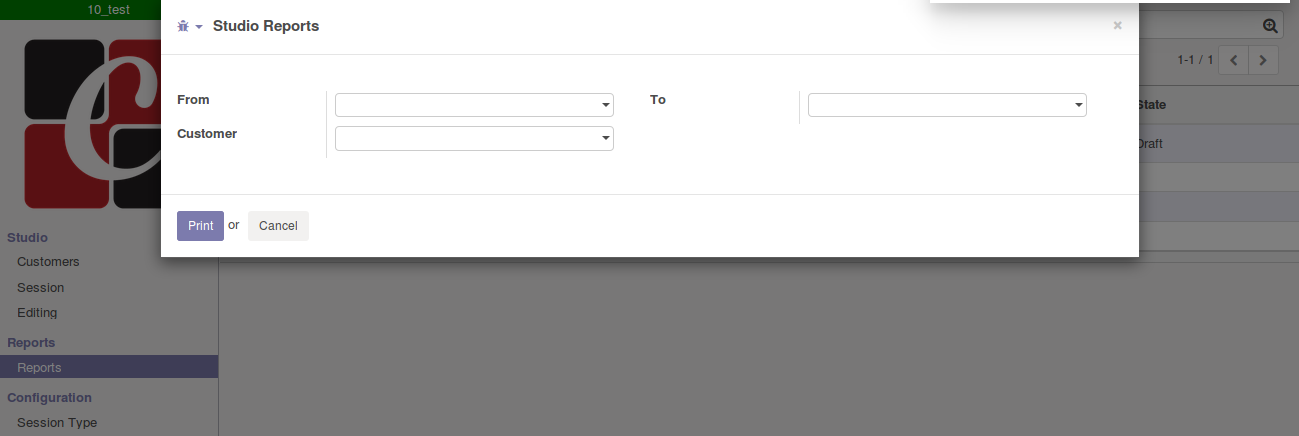 10_test
Studio Reports ×
1-1 / 1
From To
Customer
State
Draft
Print or Cancel
Studio
Customers
Session
Editing
Reports
Reports
Configuration
Session Type